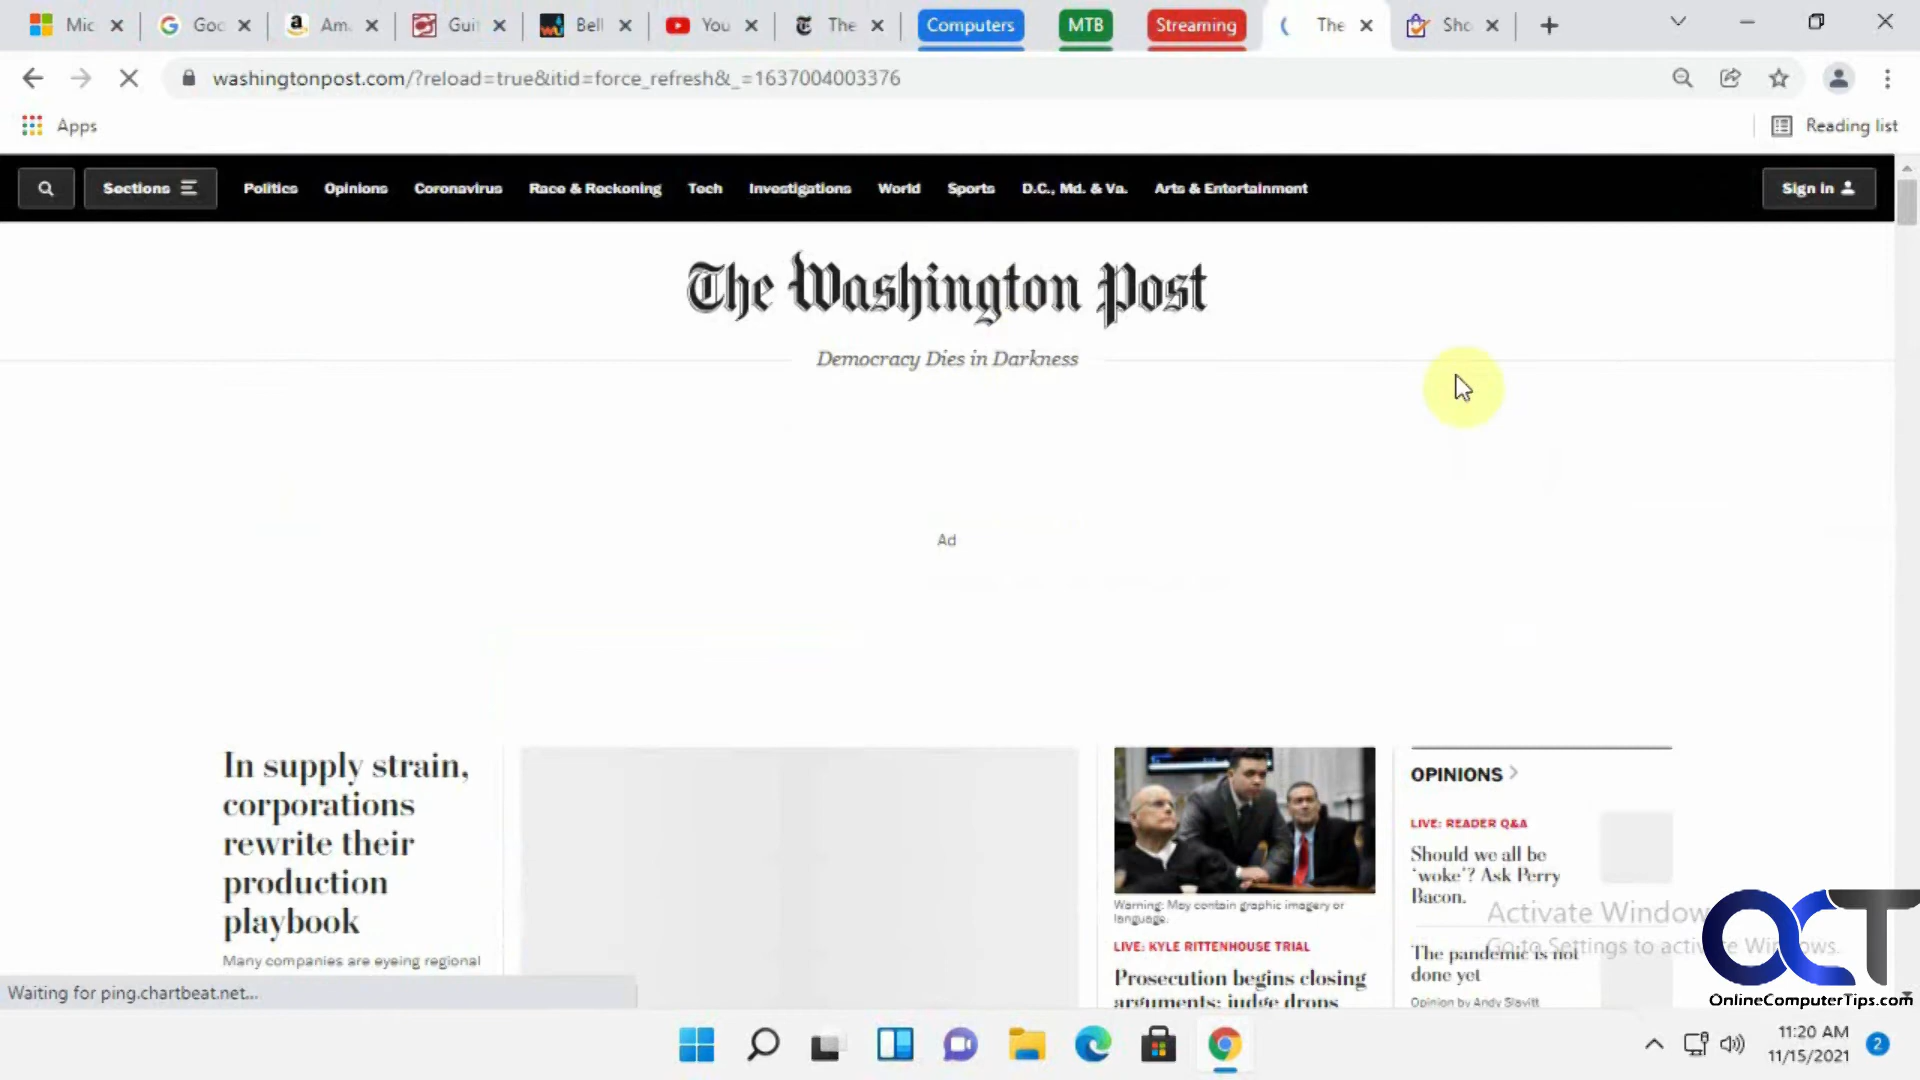 Mic Goc Am. Gui Bell You The Computers MTB Streaming The Sho
washingtonpost.com/?reload=true&itid=force_refresh&_=1637004003376
Apps
Reading list
Sections Politics Opinions Coronavirus Race & Reckoning Tech Investigations World Sports D.C., Md. & Va. Arts & Entertainment Sign in
The Washington Post
Democracy Dies in Darkness
Ad
In supply strain,
corporations
rewrite their
production
playbook
Many companies are eyeing regional
Warning: May contain graphic imagery or
language.
LIVE: KYLE RITTENHOUSE TRIAL
Prosecution begins closing
arguments; judge drops
OPINIONS
LIVE: READER Q&A
Should we all be
‘woke’? Ask Perry
Bacon.
The pandemic is not
done yet
Opinion by Andy Slavitt
Activate Window
Go to Settings to activate Windows.
OCT
OnlineComputerTips.com
Waiting for ping.chartbeat.net...
11:20 AM
11/15/2021
2